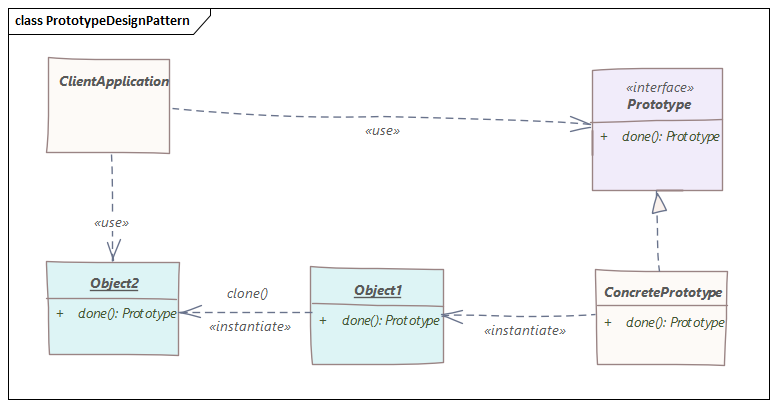 class PrototypeDesignPattern
ClientApplication
«interface»
Prototype
+ done(): Prototype
«use»
«use»
Object2
+ done(): Prototype
clone()
«instantiate»
Object1
+ done(): Prototype
«instantiate»
ConcretePrototype
+ done(): Prototype